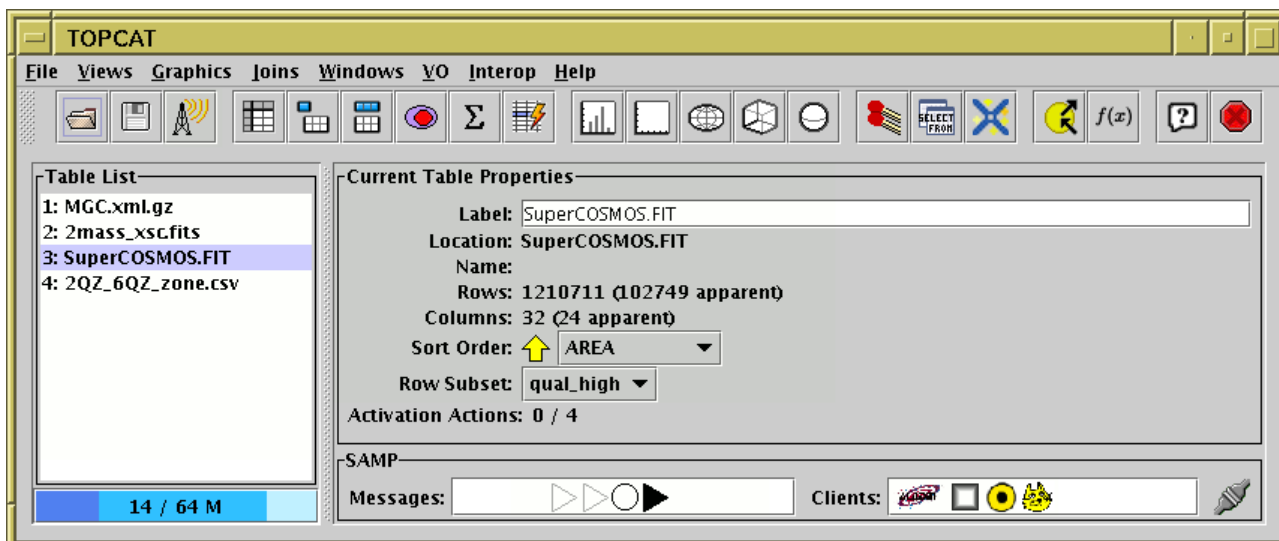 TOPCAT
File Views Graphics Joins Windows VO Interop Help
Σ SELECT FROM f(x) ?
Table List
1: MGC.xml.gz
2: 2mass_xsc.fits
3: SuperCOSMOS.FIT
4: 2QZ_6QZ_zone.csv
14 / 64 M
Current Table Properties
Label: SuperCOSMOS.FIT
Location: SuperCOSMOS.FIT
Name:
Rows: 1210711 (102749 apparent)
Columns: 32 (24 apparent)
Sort Order: AREA
Row Subset: qual_high
Activation Actions: 0 / 4
SAMP
Messages: Clients: